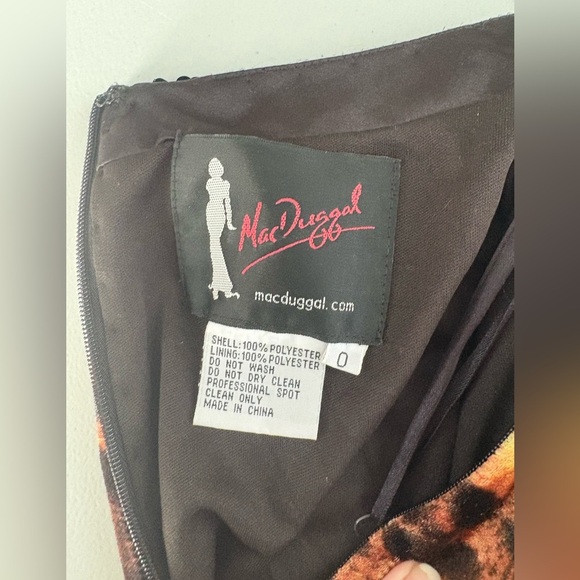 MacDuggal
macduggal.com
SHELL:100% POLYESTER
LINING:100% POLYESTER
DO NOT WASH
DO NOT DRY CLEAN
PROFESSIONAL SPOT
CLEAN ONLY
MADE IN CHINA
0